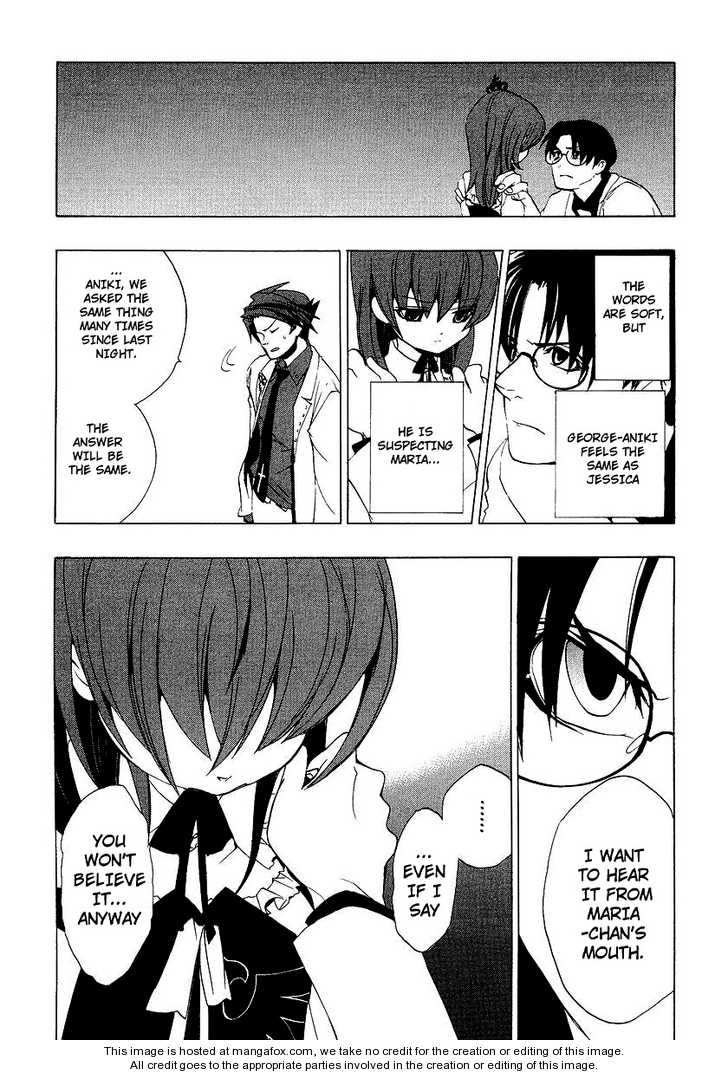 THE
WORDS
ARE SOFT,
BUT
GEORGE-ANIKI
FEELS THE
SAME AS
JESSICA
HE IS
SUSPECTING
MARIA...
...
ANIKI, WE
ASKED THE
SAME THING
MANY TIMES
SINCE LAST
NIGHT.
THE
ANSWER
WILL BE
THE SAME.
I WANT
TO HEAR
IT FROM
MARIA
-CHAN'S
MOUTH.
......
...
EVEN
IF I
SAY
YOU
WON'T
BELIEVE
IT...
ANYWAY
This image is hosted at mangafox.com, we take no credit for the creation or editing of this image.
All credit goes to the appropriate parties involved in the creation or editing of this image.